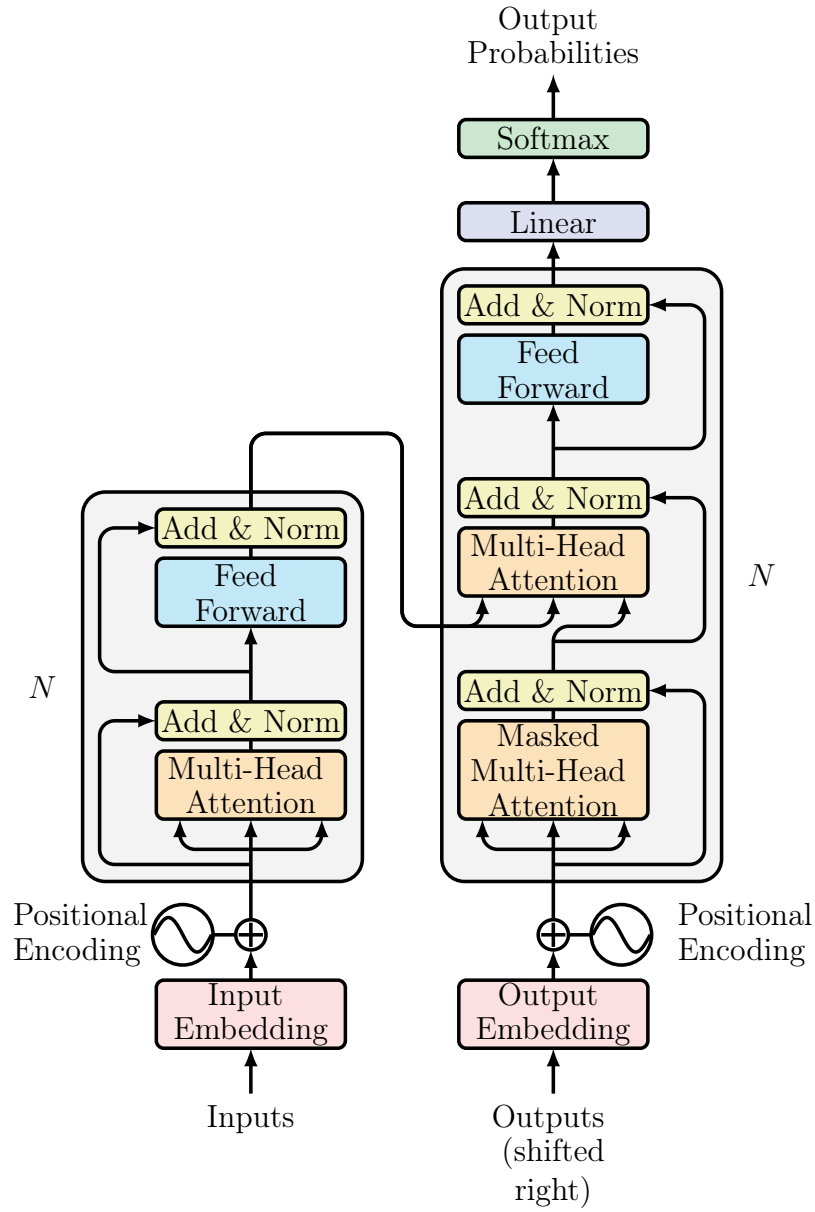 Output
Probabilities
Softmax
Linear
Add & Norm
Feed
Forward
Add & Norm
Multi-Head
Attention
N
Add & Norm
Masked
Multi-Head
Attention
Add & Norm
Feed
Forward
N
Add & Norm
Multi-Head
Attention
Positional
Encoding
Positional
Encoding
Input
Embedding
Output
Embedding
Inputs
Outputs
(shifted
right)